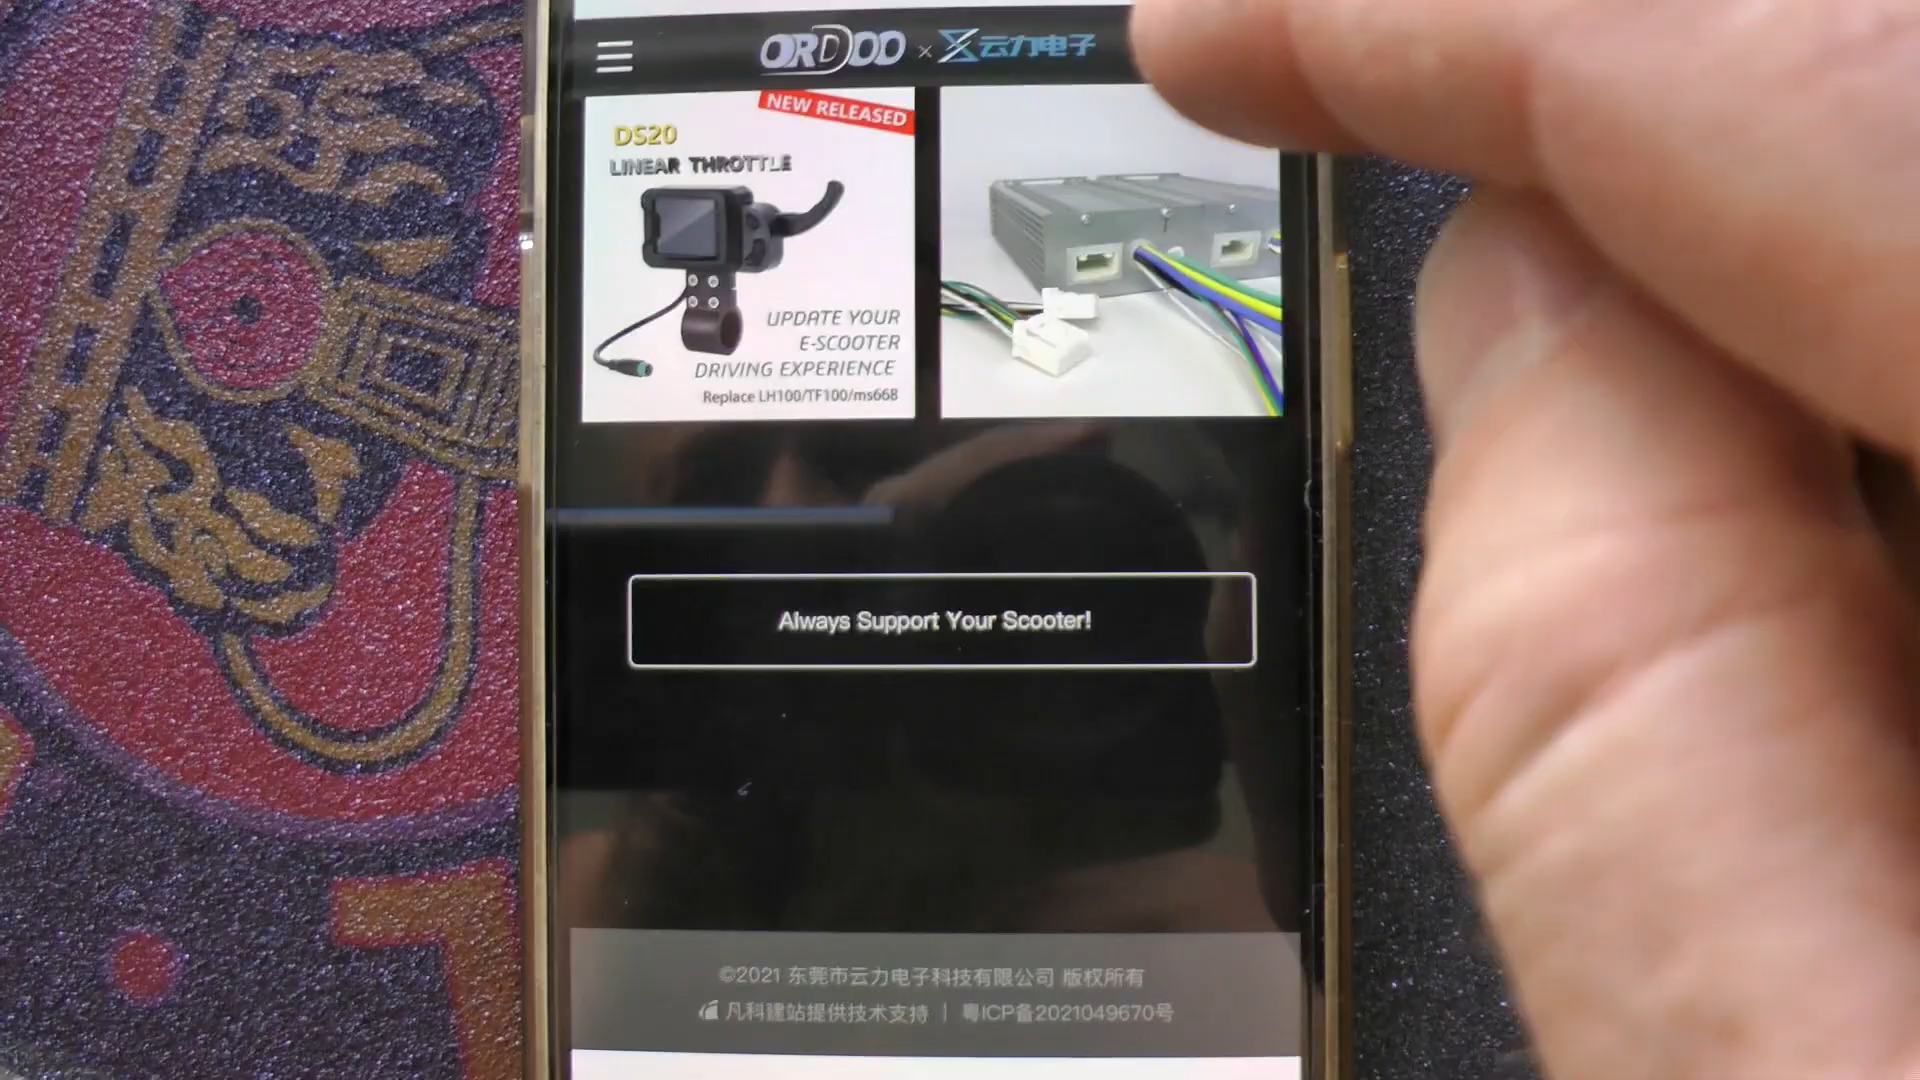 ORDOO × 云力电子
NEW RELEASED
DS20
LINEAR THROTTLE
UPDATE YOUR
E-SCOOTER
DRIVING EXPERIENCE
Replace LH100/TF100/ms668
Always Support Your Scooter!
©2021 东莞市云力电子科技有限公司 版权所有
凡科建站提供技术支持 | 粤ICP备2021049670号